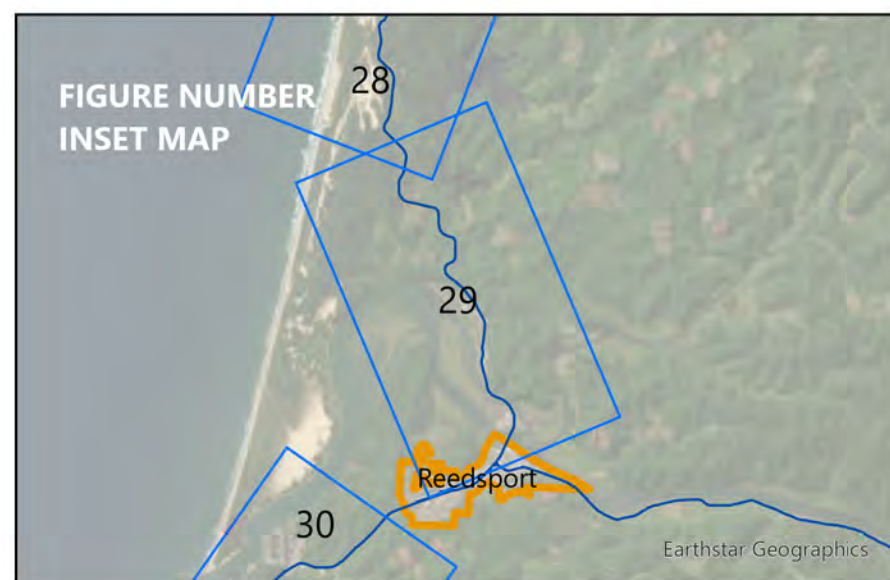 28
FIGURE NUMBER
INSET MAP
29
Reedsport
30
Earthstar Geographics